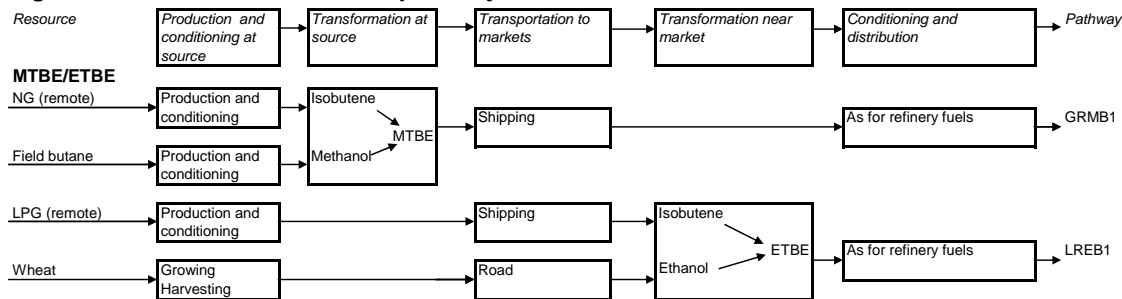 Resource
Production and
conditioning at
source
Transformation at
source
Transportation to
markets
Transformation near
market
Conditioning and
distribution
Pathway
MTBE/ETBE
NG (remote)
Production and
conditioning
Isobutene
MTBE
Methanol
Shipping
As for refinery fuels
GRMB1
Field butane
Production and
conditioning
LPG (remote)
Production and
conditioning
Shipping
Isobutene
ETBE
Ethanol
As for refinery fuels
LREB1
Wheat
Growing
Harvesting
Road